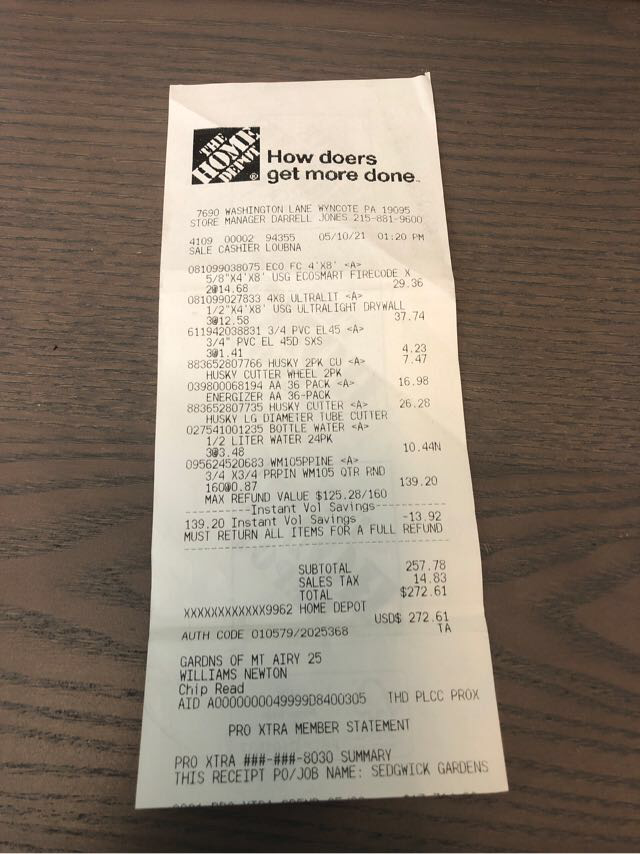 THE
HOME
DEPOT
®
How doers
get more done™
7690 WASHINGTON LANE WYNCOTE PA 19095
STORE MANAGER DARRELL JONES 215-881-9600
4109 00002 94355 05/10/21 01:20 PM
SALE CASHIER LOUBNA
081099038075 ECO FC 4'X8' <A>
5/8"X4'X8' USG ECOSMART FIRECODE X
2@14.68 29.36
081099027833 4X8 ULTRALIT <A>
1/2"X4'X8' USG ULTRALIGHT DRYWALL
3@12.58 37.74
611942038831 3/4 PVC EL45 <A>
3/4" PVC EL 45D SXS
3@1.41 4.23
883652807766 HUSKY 2PK CU <A> 7.47
HUSKY CUTTER WHEEL 2PK
039800068194 AA 36 PACK <A> 16.98
ENERGIZER AA 36-PACK
883652807735 HUSKY CUTTER <A> 26.28
HUSKY LG DIAMETER TUBE CUTTER
027541001235 BOTTLE WATER <A>
1/2 LITER WATER 24PK
3@3.48 10.44N
095624520683 WM105PPINE <A>
3/4 X3/4 PRPIN WM105 QTR RND
160@0.87 139.20
MAX REFUND VALUE $125.28/160
----------Instant Vol Savings----------
139.20 Instant Vol Savings -13.92
MUST RETURN ALL ITEMS FOR A FULL REFUND
SUBTOTAL 257.78
SALES TAX 14.83
TOTAL $272.61
XXXXXXXXXXXX9962 HOME DEPOT
USD$ 272.61
AUTH CODE 010579/2025368 TA
GARDNS OF MT AIRY 25
WILLIAMS NEWTON
Chip Read
AID A0000000049999D8400305 THD PLCC PROX
PRO XTRA MEMBER STATEMENT
PRO XTRA ###-###-8030 SUMMARY
THIS RECEIPT PO/JOB NAME: SEDGWICK GARDENS